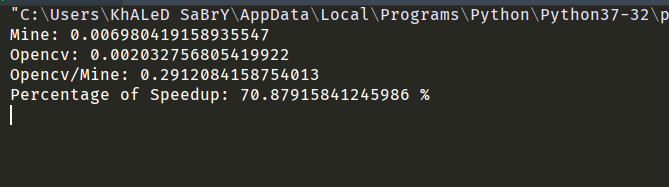 "C:\Users\KhALeD SaBrY\AppData\Local\Programs\Python\Python37-32\p
Mine: 0.006980419158935547
Opencv: 0.002032756805419922
Opencv/Mine: 0.2912084158754013
Percentage of Speedup: 70.87915841245986 %